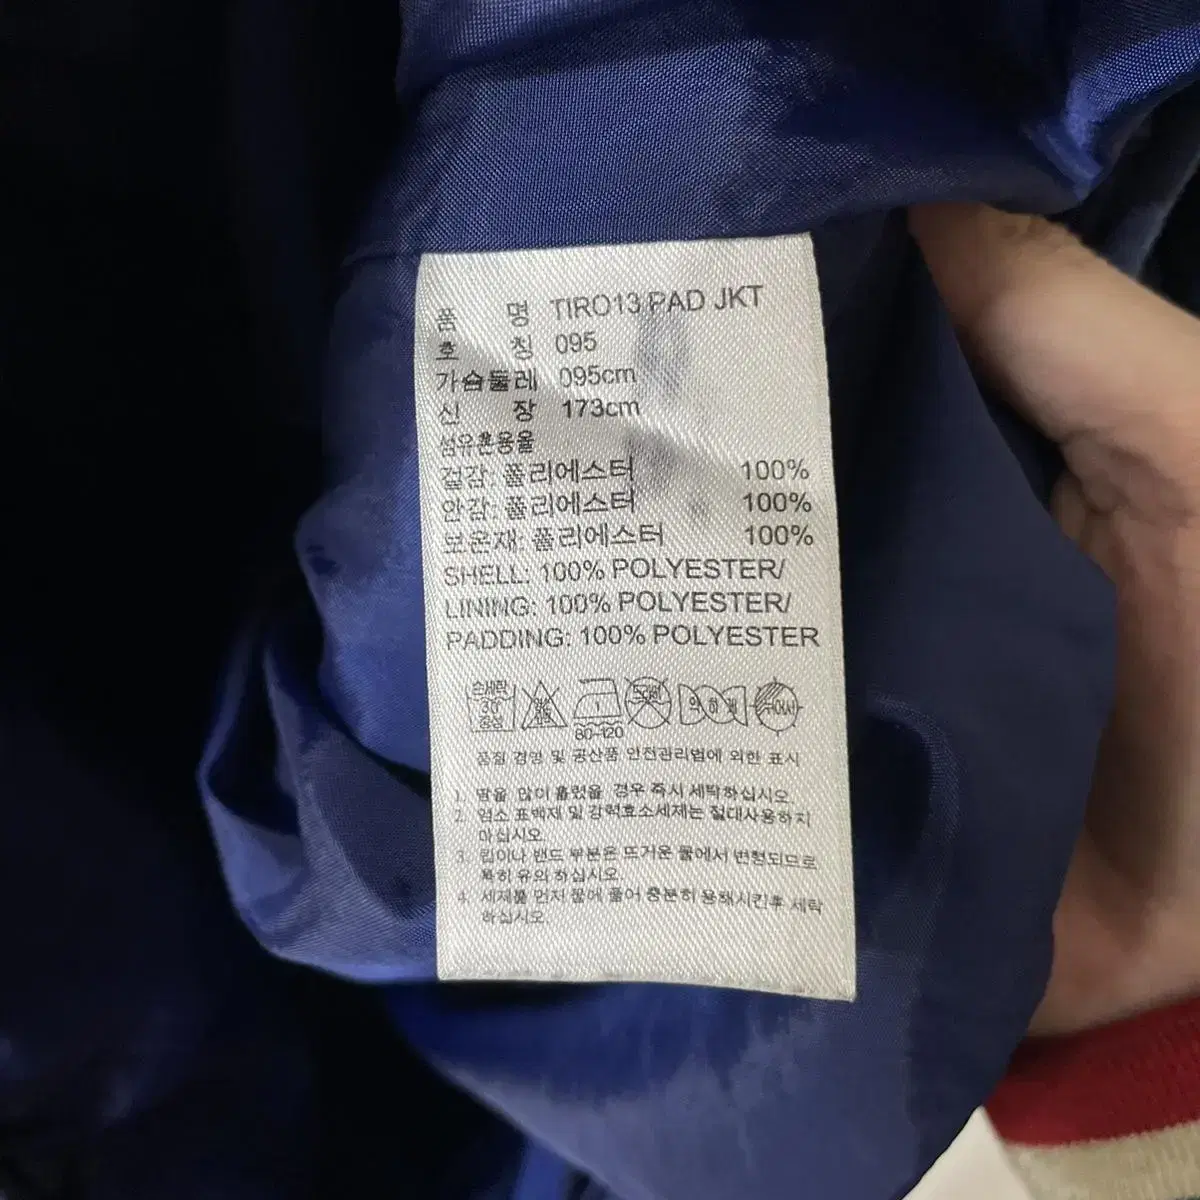 품 명 TIRO13 PAD JKT
호 칭 095
가슴둘레 095cm
신 장 173cm
섬유혼용율
겉감: 폴리에스터 100%
안감: 폴리에스터 100%
보온재: 폴리에스터 100%
SHELL: 100% POLYESTER/
LINING: 100% POLYESTER/
PADDING: 100% POLYESTER
손세탁
30
중성
1
80-120
품질 경영 및 공산품 안전관리법에 의한 표시
1. 땀을 많이 흘렸을 경우 즉시 세탁하십시오.
2. 염소 표백제 및 강력효소세제는 절대사용하지
마십시오.
3. 립이나 밴드 부분은 뜨거운 물에서 변형되므로
특히 유의 하십시오.
4. 세제를 먼저 물에 풀어 충분히 용해시킨후 세탁
하십시오.